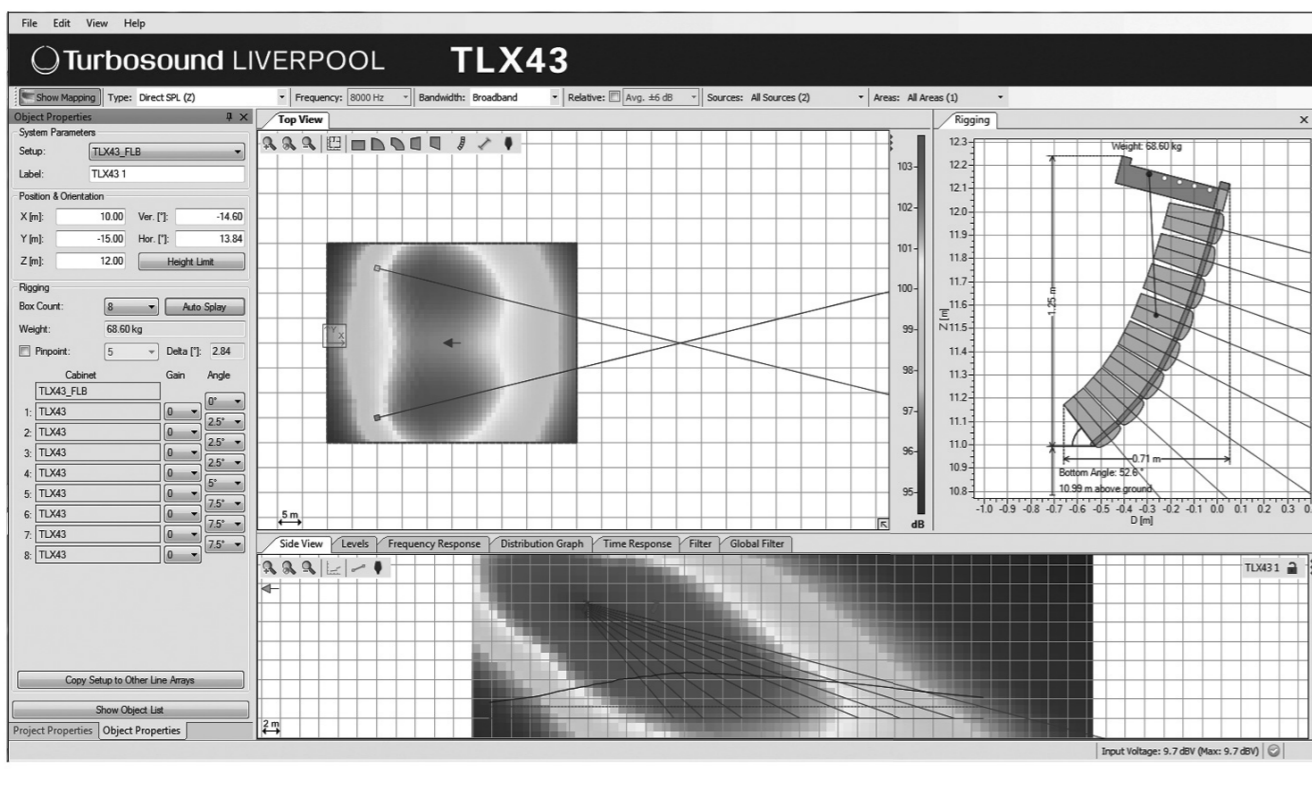 File Edit View Help
Turbosound LIVERPOOL TLX43
Show Mapping Type: Direct SPL (Z) Frequency: 8000 Hz Bandwidth: Broadband Relative: Avg. ±6 dB Sources: All Sources (2) Areas: All Areas (1)
Object Properties
System Parameters
Setup: TLX43_FLB
Label: TLX43 1
Position & Orientation
X [m]: 10.00 Ver. [°]: -14.60
Y [m]: -15.00 Hor. [°]: 13.84
Z [m]: 12.00 Height Limit
Rigging
Box Count: 8 Auto Splay
Weight: 68.60 kg
Pinpoint: 5 Delta [°]: 2.84
Cabinet Gain Angle
TLX43_FLB
0°
1: TLX43 0
2.5°
2: TLX43 0
2.5°
3: TLX43 0
2.5°
4: TLX43 0
5°
5: TLX43 0
7.5°
6: TLX43 0
7.5°
7: TLX43 0
7.5°
8: TLX43 0
Copy Setup to Other Line Arrays
Show Object List
Project Properties Object Properties
Top View
Y
X
5 m
103
102
101
100
99
98
97
96
95
dB
Rigging
Weight: 68.60 kg
12.3
12.2
12.1
12.0
11.9
11.8
11.7
11.6
11.5
11.4
11.3
11.2
11.1
11.0
10.9
10.8
Z [m]
1.25 m
0.71 m
Bottom Angle: 52.6°
10.99 m above ground
-1.0 -0.9 -0.8 -0.7 -0.6 -0.5 -0.4 -0.3 -0.2 -0.1 0.0 0.1 0.2 0.3
D [m]
Side View Levels Frequency Response Distribution Graph Time Response Filter Global Filter
TLX43 1
2 m
Input Voltage: 9.7 dBV (Max: 9.7 dBV)